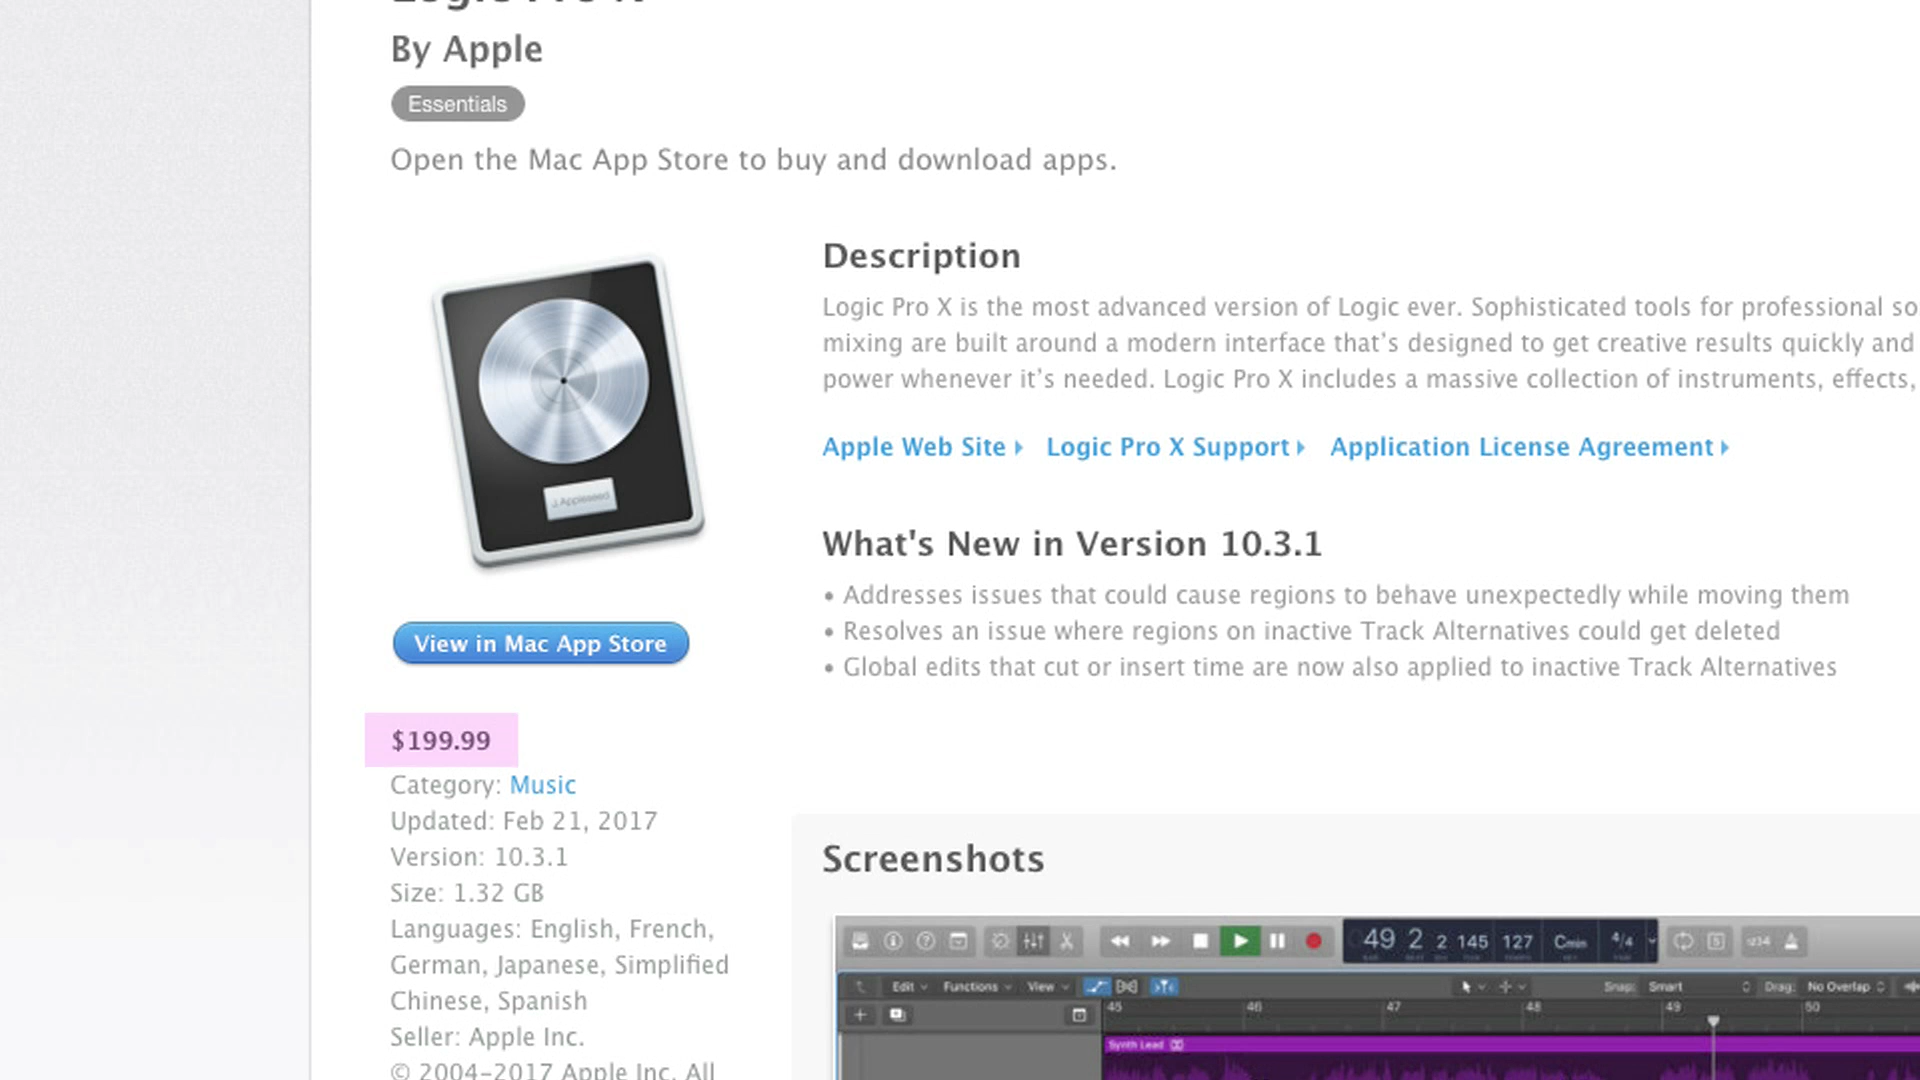 Logic Pro X
By Apple
Essentials
Open the Mac App Store to buy and download apps.
J.Appleseed
View in Mac App Store
$199.99
Category: Music
Updated: Feb 21, 2017
Version: 10.3.1
Size: 1.32 GB
Languages: English, French,
German, Japanese, Simplified
Chinese, Spanish
Seller: Apple Inc.
© 2004–2017 Apple Inc. All
Description
Logic Pro X is the most advanced version of Logic ever. Sophisticated tools for professional so
mixing are built around a modern interface that’s designed to get creative results quickly and
power whenever it’s needed. Logic Pro X includes a massive collection of instruments, effects,
Apple Web Site Logic Pro X Support Application License Agreement
What's New in Version 10.3.1
• Addresses issues that could cause regions to behave unexpectedly while moving them
• Resolves an issue where regions on inactive Track Alternatives could get deleted
• Global edits that cut or insert time are now also applied to inactive Track Alternatives
Screenshots
49 2 2 145 127 Cmin 4/4 S 1234
Edit Functions View Snap: Smart Drag: No Overlap
45 46 47 48 49 50
Synth Lead